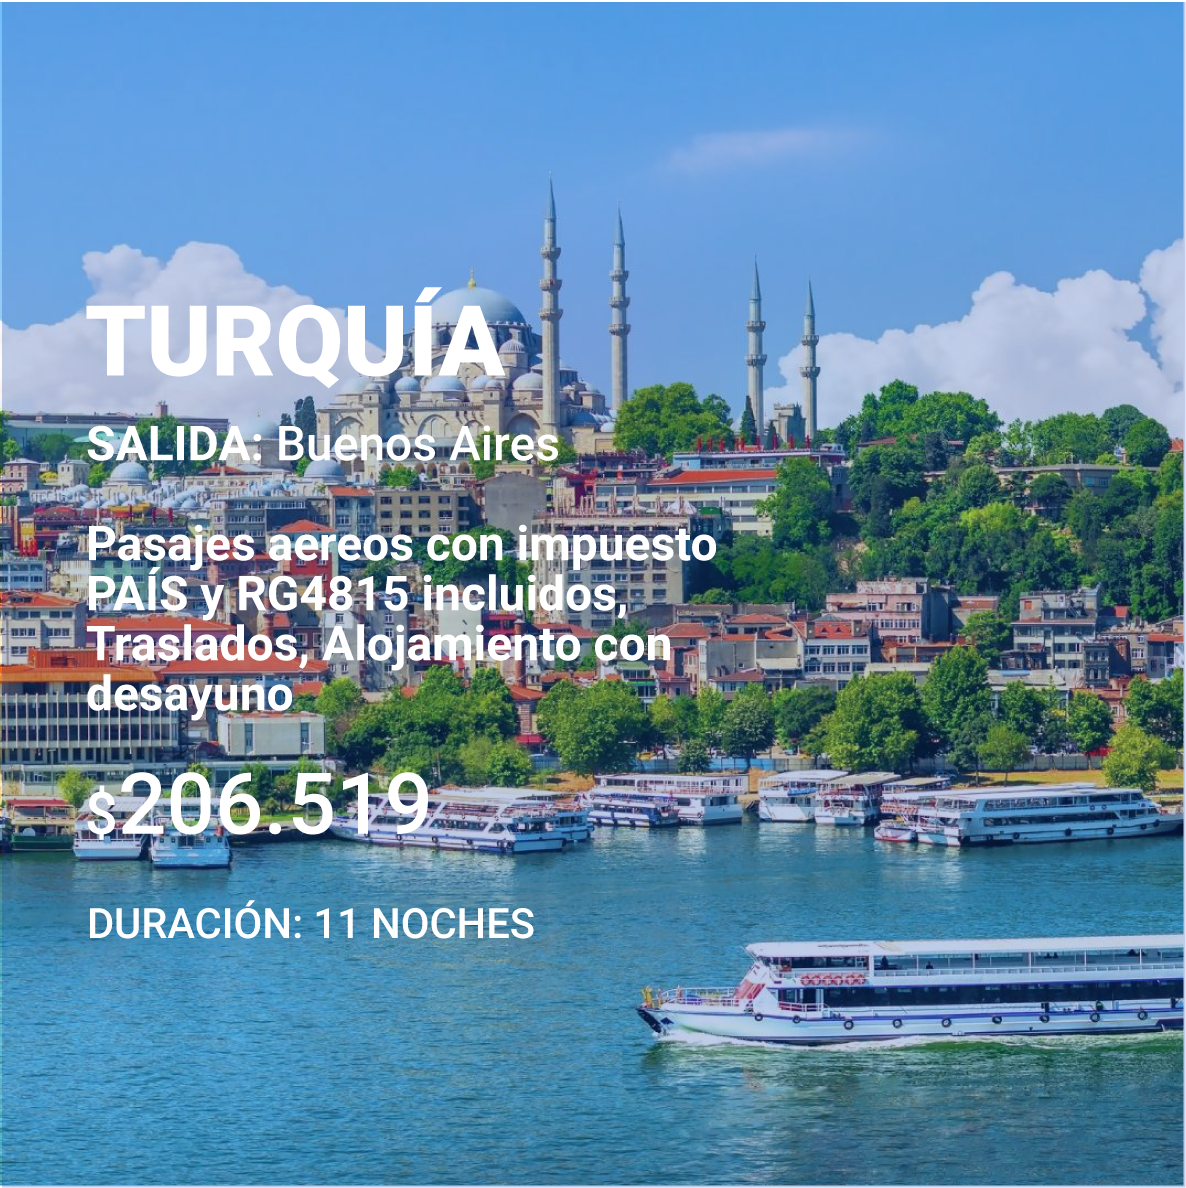 TURQUÍA
SALIDA: Buenos Aires
Pasajes aereos con impuesto
PAÍS y RG4815 incluidos,
Traslados, Alojamiento con
desayuno
$206.519
DURACIÓN: 11 NOCHES